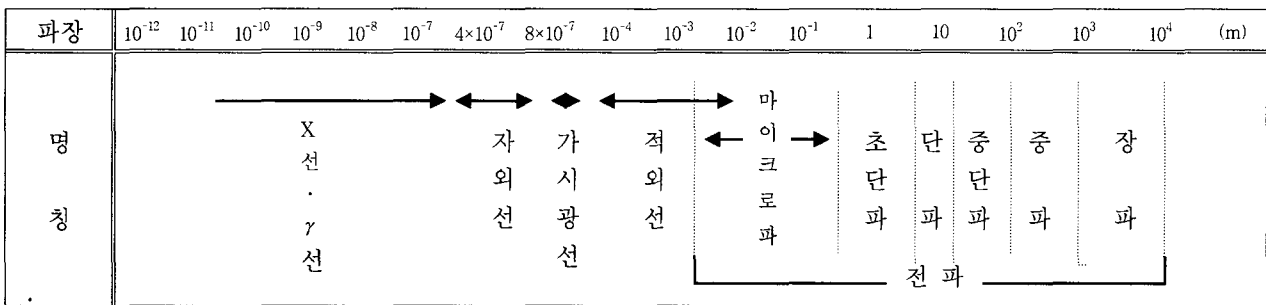 파장 10⁻¹² 10⁻¹¹ 10⁻¹⁰ 10⁻⁹ 10⁻⁸ 10⁻⁷ 4×10⁻⁷ 8×10⁻⁷ 10⁻⁴ 10⁻³ 10⁻² 10⁻¹ 1 10 10² 10³ 10⁴ (m)
명칭
X선·γ선
자외선
가시광선
적외선
마이크로파
초단파
단파
중단파
중파
장파
전파